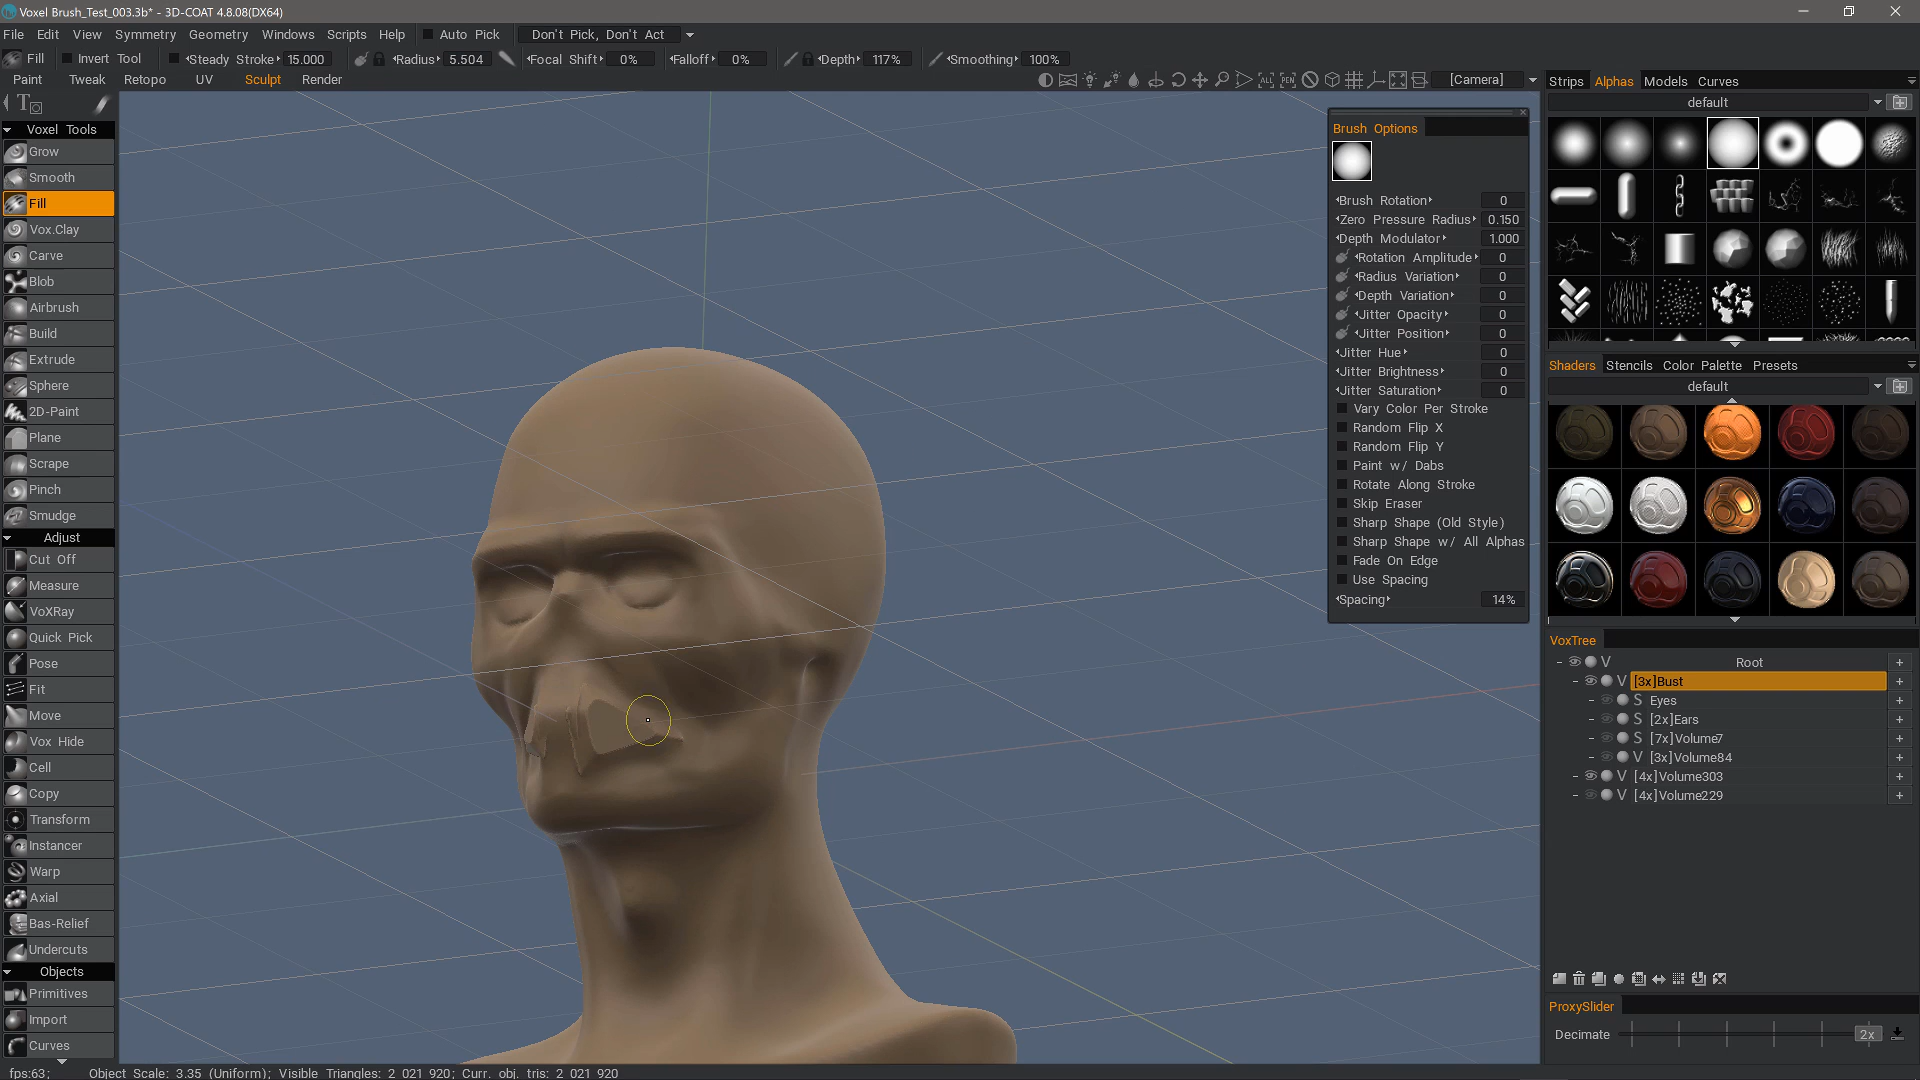 Voxel Brush_Test_003.3b* - 3D-COAT 4.8.08(DX64)
File Edit View Symmetry Geometry Windows Scripts Help Auto Pick Don't Pick, Don't Act
Fill Invert Tool Steady Stroke 15.000 Radius 5.504 Focal Shift 0% Falloff 0% Depth 117% Smoothing 100%
Paint Tweak Retopo UV Sculpt Render [Camera]
Voxel Tools
Grow
Smooth
Fill
Vox.Clay
Carve
Blob
Airbrush
Build
Extrude
Sphere
2D-Paint
Plane
Scrape
Pinch
Smudge
Adjust
Cut Off
Measure
VoXRay
Quick Pick
Pose
Fit
Move
Vox Hide
Cell
Copy
Transform
Instancer
Warp
Axial
Bas-Relief
Undercuts
Objects
Primitives
Import
Curves
Brush Options
Brush Rotation 0
Zero Pressure Radius 0.150
Depth Modulator 1.000
Rotation Amplitude 0
Radius Variation 0
Depth Variation 0
Jitter Opacity 0
Jitter Position 0
Jitter Hue 0
Jitter Brightness 0
Jitter Saturation 0
Vary Color Per Stroke
Random Flip X
Random Flip Y
Paint w/ Dabs
Rotate Along Stroke
Skip Eraser
Sharp Shape (Old Style)
Sharp Shape w/ All Alphas
Fade On Edge
Use Spacing
Spacing 14%
Strips Alphas Models Curves
default
Shaders Stencils Color Palette Presets
default
VoxTree
V Root +
V [3x]Bust +
S Eyes +
S [2x]Ears +
S [7x]Volume7 +
V [3x]Volume84 +
V [4x]Volume303 +
V [4x]Volume229 +
ProxySlider
Decimate 2x
fps:63; Object Scale: 3.35 (Uniform); Visible Triangles: 2 021 920; Curr. obj. tris: 2 021 920